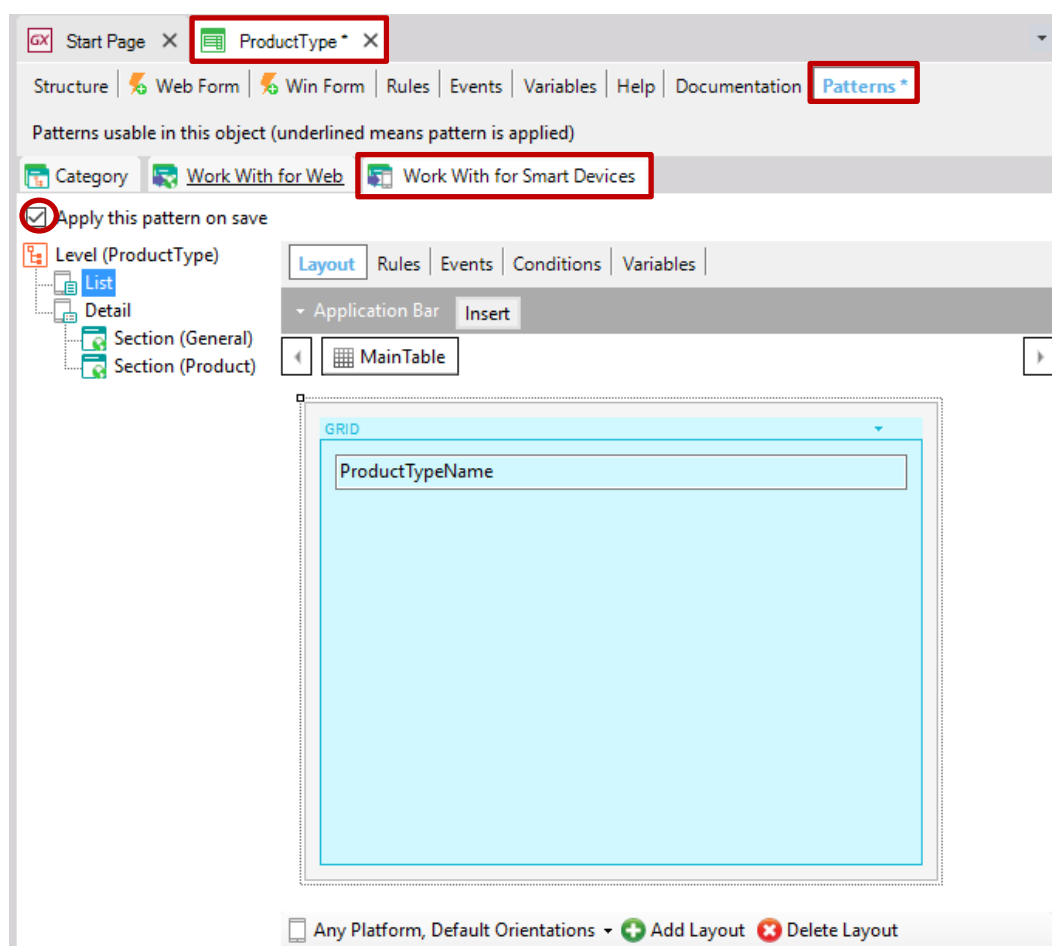 GX Start Page ProductType *
Structure Web Form Win Form Rules Events Variables Help Documentation Patterns *
Patterns usable in this object (underlined means pattern is applied)
Category Work With for Web Work With for Smart Devices
Apply this pattern on save
Level (ProductType)
List
Detail
Section (General)
Section (Product)
Layout Rules Events Conditions Variables
Application Bar Insert
MainTable
GRID
ProductTypeName
Any Platform, Default Orientations Add Layout Delete Layout